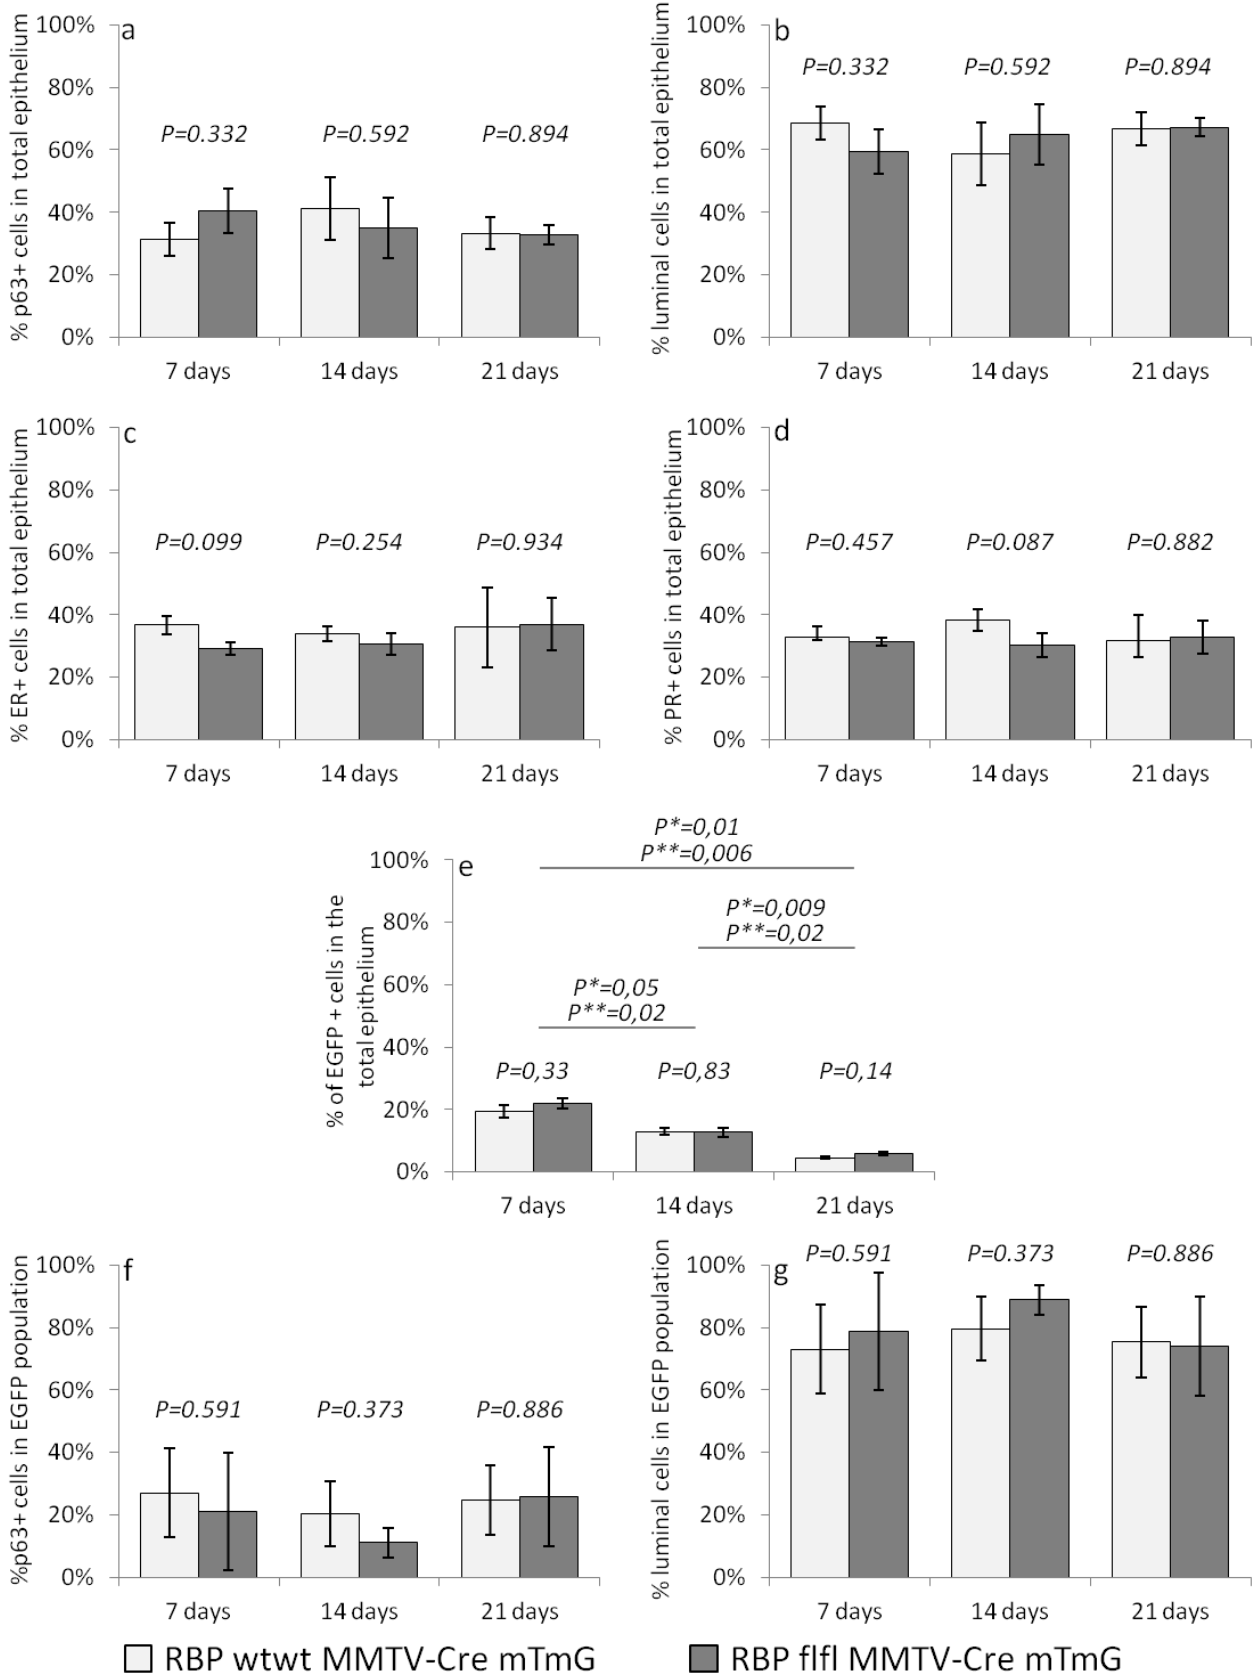 a
% p63+ cells in total epithelium
100%
80%
60%
40%
20%
0%
P=0.332 P=0.592 P=0.894
7 days 14 days 21 days
b
% luminal cells in total epithelium
100%
80%
60%
40%
20%
0%
P=0.332 P=0.592 P=0.894
7 days 14 days 21 days
c
% ER+ cells in total epithelium
100%
80%
60%
40%
20%
0%
P=0.099 P=0.254 P=0.934
7 days 14 days 21 days
d
% PR+ cells in total epithelium
100%
80%
60%
40%
20%
0%
P=0.457 P=0.087 P=0.882
7 days 14 days 21 days
e
% of EGFP + cells in the
total epithelium
100%
80%
60%
40%
20%
0%
P*=0,01
P**=0,006
P*=0,009
P**=0,02
P*=0,05
P**=0,02
P=0,33 P=0,83 P=0,14
7 days 14 days 21 days
f
%p63+ cells in EGFP population
100%
80%
60%
40%
20%
0%
P=0.591 P=0.373 P=0.886
7 days 14 days 21 days
g
% luminal cells in EGFP population
100%
80%
60%
40%
20%
0%
P=0.591 P=0.373 P=0.886
7 days 14 days 21 days
RBP wtwt MMTV-Cre mTmG RBP flfl MMTV-Cre mTmG